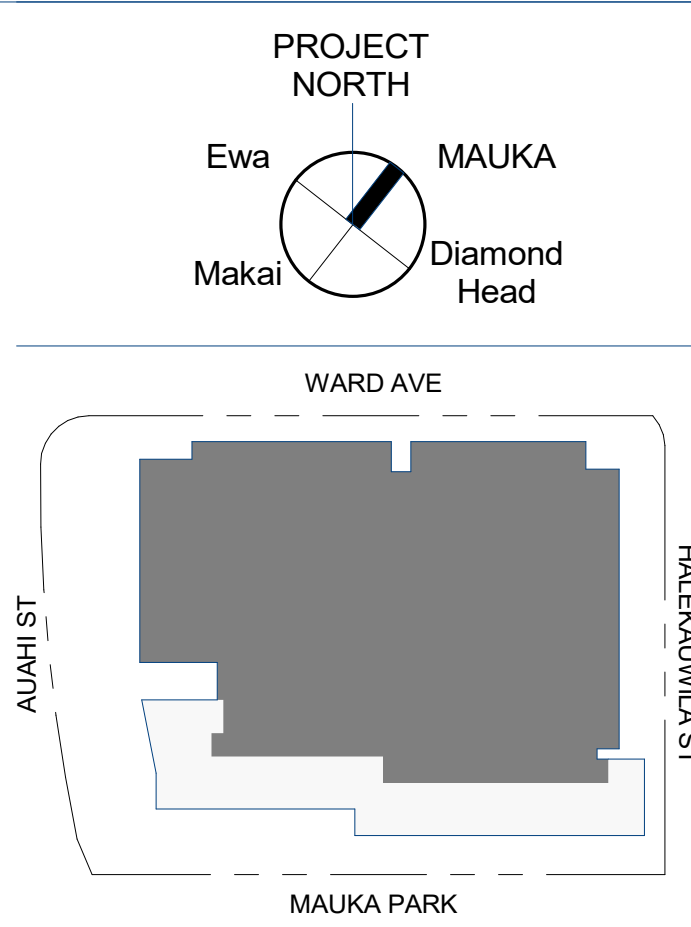 PROJECT
NORTH
Ewa
MAUKA
Makai
Diamond
Head
WARD AVE
AUAHI ST
HALEKAUWILA ST
MAUKA PARK